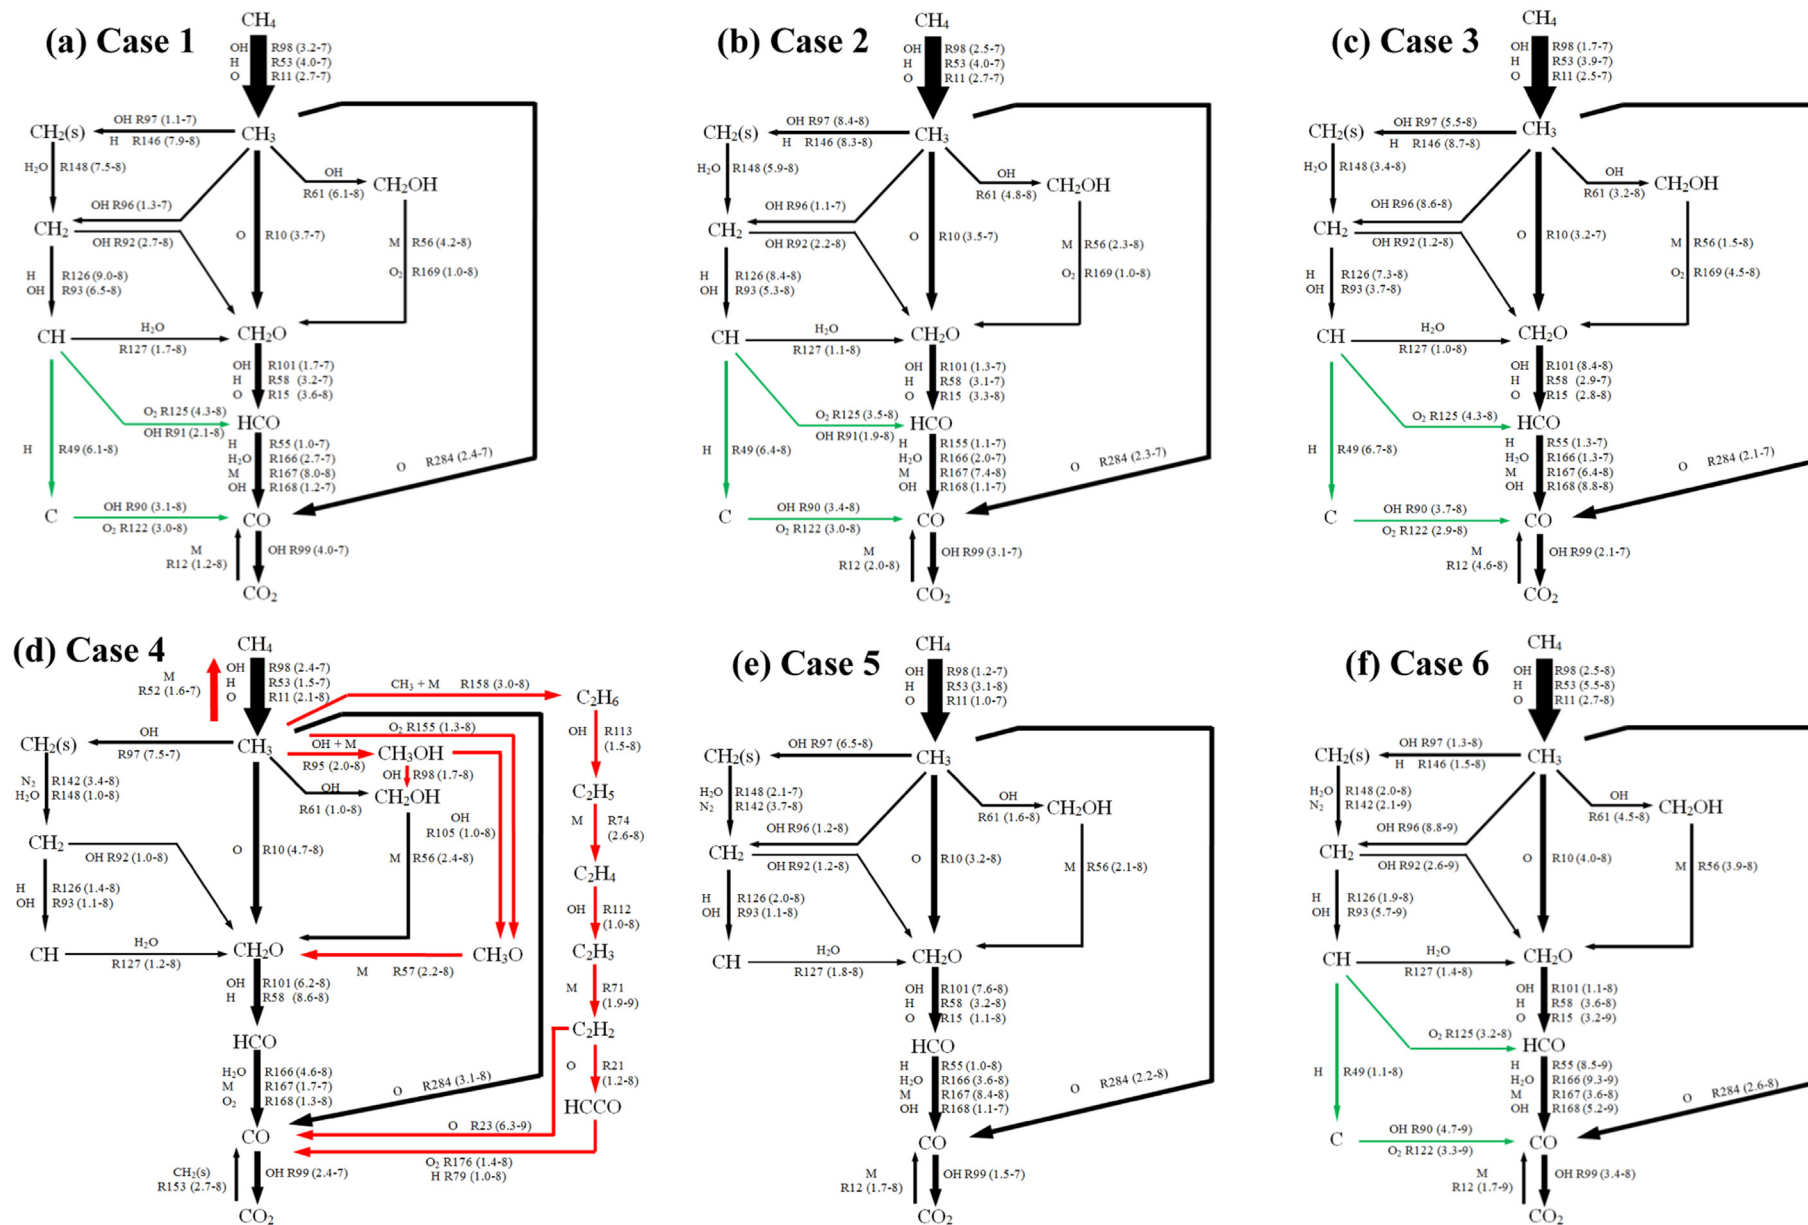 (a) Case 1
CH4
OH R98 (3.2-7)
H R53 (4.0-7)
O R11 (2.7-7)
CH2(s)
OH R97 (1.1-7)
H R146 (7.9-8)
CH3
H2O R148 (7.5-8)
OH
R61 (6.1-8)
CH2OH
OH R96 (1.3-7)
CH2
OH R92 (2.7-8)
O R10 (3.7-7)
M R56 (4.2-8)
O2 R169 (1.0-8)
H R126 (9.0-8)
OH R93 (6.5-8)
CH
H2O
R127 (1.7-8)
CH2O
OH R101 (1.7-7)
H R58 (3.2-7)
O R15 (3.6-8)
O2 R125 (4.3-8)
OH R91 (2.1-8)
HCO
H R49 (6.1-8)
H R55 (1.0-7)
H2O R166 (2.7-7)
M R167 (8.0-8)
OH R168 (1.2-7)
O R284 (2.4-7)
C
OH R90 (3.1-8)
O2 R122 (3.0-8)
CO
M
R12 (1.2-8)
OH R99 (4.0-7)
CO2
(b) Case 2
CH4
OH R98 (2.5-7)
H R53 (4.0-7)
O R11 (2.7-7)
CH2(s)
OH R97 (8.4-8)
H R146 (8.3-8)
CH3
H2O R148 (5.9-8)
OH
R61 (4.8-8)
CH2OH
OH R96 (1.1-7)
CH2
OH R92 (2.2-8)
O R10 (3.5-7)
M R56 (2.3-8)
O2 R169 (1.0-8)
H R126 (8.4-8)
OH R93 (5.3-8)
CH
H2O
R127 (1.1-8)
CH2O
OH R101 (1.3-7)
H R58 (3.1-7)
O R15 (3.3-8)
O2 R125 (3.5-8)
OH R91 (1.9-8)
HCO
H R49 (6.4-8)
H R155 (1.1-7)
H2O R166 (2.0-7)
M R167 (7.4-8)
OH R168 (1.1-7)
O R284 (2.3-7)
C
OH R90 (3.4-8)
O2 R122 (3.0-8)
CO
M
R12 (2.0-8)
OH R99 (3.1-7)
CO2
(c) Case 3
CH4
OH R98 (1.7-7)
H R53 (3.9-7)
O R11 (2.5-7)
CH2(s)
OH R97 (5.5-8)
H R146 (8.7-8)
CH3
H2O R148 (3.4-8)
OH
R61 (3.2-8)
CH2OH
OH R96 (8.6-8)
CH2
OH R92 (1.2-8)
O R10 (3.2-7)
M R56 (1.5-8)
O2 R169 (4.5-8)
H R126 (7.3-8)
OH R93 (3.7-8)
CH
H2O
R127 (1.0-8)
CH2O
OH R101 (8.4-8)
H R58 (2.9-7)
O R15 (2.8-8)
O2 R125 (4.3-8)
HCO
H R49 (6.7-8)
H R55 (1.3-7)
H2O R166 (1.3-7)
M R167 (6.4-8)
OH R168 (8.8-8)
O R284 (2.1-7)
C
OH R90 (3.7-8)
O2 R122 (2.9-8)
CO
M
R12 (4.6-8)
OH R99 (2.1-7)
CO2
(d) Case 4
CH4
M
R52 (1.6-7)
OH R98 (2.4-7)
H R53 (1.5-7)
O R11 (2.1-8)
CH3 + M R158 (3.0-8)
C2H6
O2 R155 (1.3-8)
CH2(s)
OH
R97 (7.5-7)
CH3
OH + M
R95 (2.0-8)
CH3OH
OH R113
(1.5-8)
OH R98 (1.7-8)
N2 R142 (3.4-8)
H2O R148 (1.0-8)
OH
R61 (1.0-8)
CH2OH
C2H5
OH
R105 (1.0-8)
M R74
(2.6-8)
CH2
OH R92 (1.0-8)
O R10 (4.7-8)
M R56 (2.4-8)
C2H4
H R126 (1.4-8)
OH R93 (1.1-8)
OH R112
(1.0-8)
CH
H2O
R127 (1.2-8)
CH2O
M R57 (2.2-8)
CH3O
C2H3
OH R101 (6.2-8)
H R58 (8.6-8)
M R71
(1.9-9)
HCO
C2H2
H2O R166 (4.6-8)
M R167 (1.7-7)
O2 R168 (1.3-8)
O R284 (3.1-8)
O R21
(1.2-8)
HCCO
CO
O R23 (6.3-9)
O2 R176 (1.4-8)
H R79 (1.0-8)
CH2(s)
R153 (2.7-8)
OH R99 (2.4-7)
CO2
(e) Case 5
CH4
OH R98 (1.2-7)
H R53 (3.1-8)
O R11 (1.0-7)
CH2(s)
OH R97 (6.5-8)
CH3
H2O R148 (2.1-7)
N2 R142 (3.7-8)
OH
R61 (1.6-8)
CH2OH
OH R96 (1.2-8)
CH2
OH R92 (1.2-8)
O R10 (3.2-8)
M R56 (2.1-8)
H R126 (2.0-8)
OH R93 (1.1-8)
CH
H2O
R127 (1.8-8)
CH2O
OH R101 (7.6-8)
H R58 (3.2-8)
O R15 (1.1-8)
HCO
H R55 (1.0-8)
H2O R166 (3.6-8)
M R167 (8.4-8)
OH R168 (1.1-7)
O R284 (2.2-8)
CO
M
R12 (1.7-8)
OH R99 (1.5-7)
CO2
(f) Case 6
CH4
OH R98 (2.5-8)
H R53 (5.5-8)
O R11 (2.7-8)
CH2(s)
OH R97 (1.3-8)
H R146 (1.5-8)
CH3
H2O R148 (2.0-8)
N2 R142 (2.1-9)
OH
R61 (4.5-8)
CH2OH
OH R96 (8.8-9)
CH2
OH R92 (2.6-9)
O R10 (4.0-8)
M R56 (3.9-8)
H R126 (1.9-8)
OH R93 (5.7-9)
CH
H2O
R127 (1.4-8)
CH2O
OH R101 (1.1-8)
H R58 (3.6-8)
O R15 (3.2-9)
O2 R125 (3.2-8)
HCO
H R49 (1.1-8)
H R55 (8.5-9)
H2O R166 (9.3-9)
M R167 (3.6-8)
OH R168 (5.2-9)
O R284 (2.6-8)
C
OH R90 (4.7-9)
O2 R122 (3.3-9)
CO
M
R12 (1.7-9)
OH R99 (3.4-8)
CO2